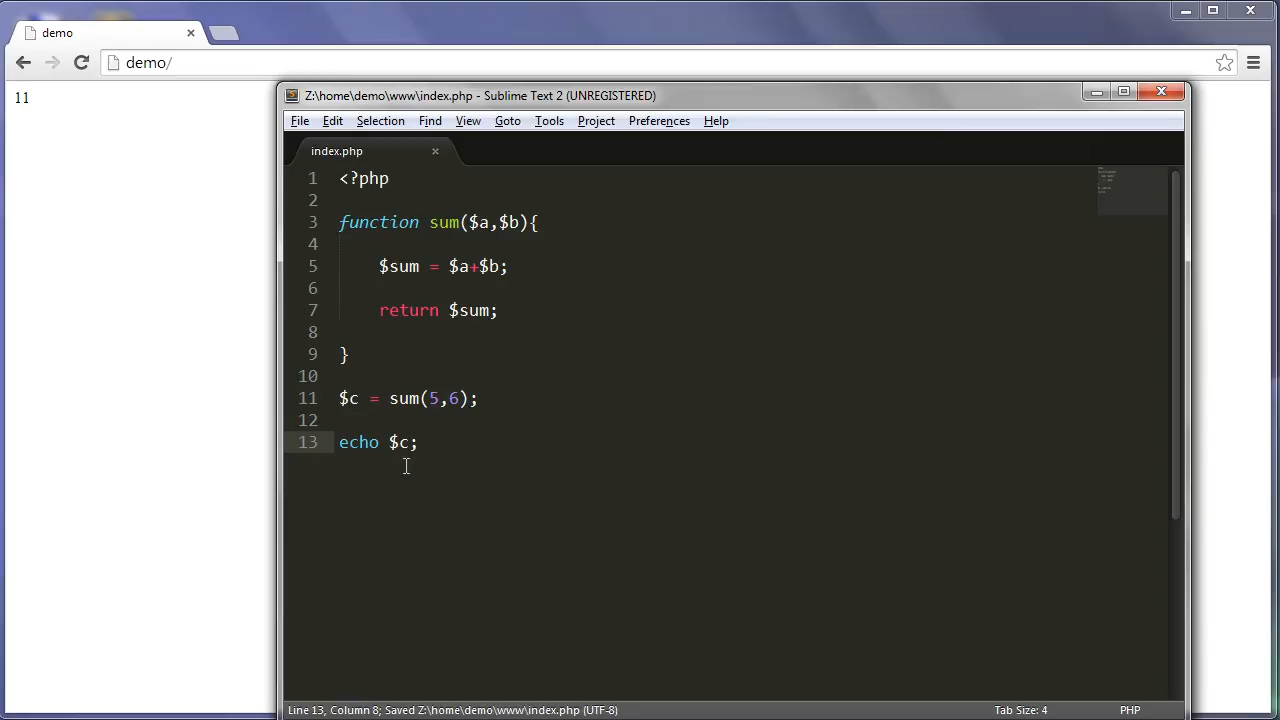 demo
demo/
11
Z:\home\demo\www\index.php - Sublime Text 2 (UNREGISTERED)
File Edit Selection Find View Goto Tools Project Preferences Help
index.php
1 <?php
2
3 function sum($a,$b){
4
5 $sum = $a+$b;
6
7 return $sum;
8
9 }
10
11 $c = sum(5,6);
12
13 echo $c;
Line 13, Column 8; Saved Z:\home\demo\www\index.php (UTF-8) Tab Size: 4 PHP